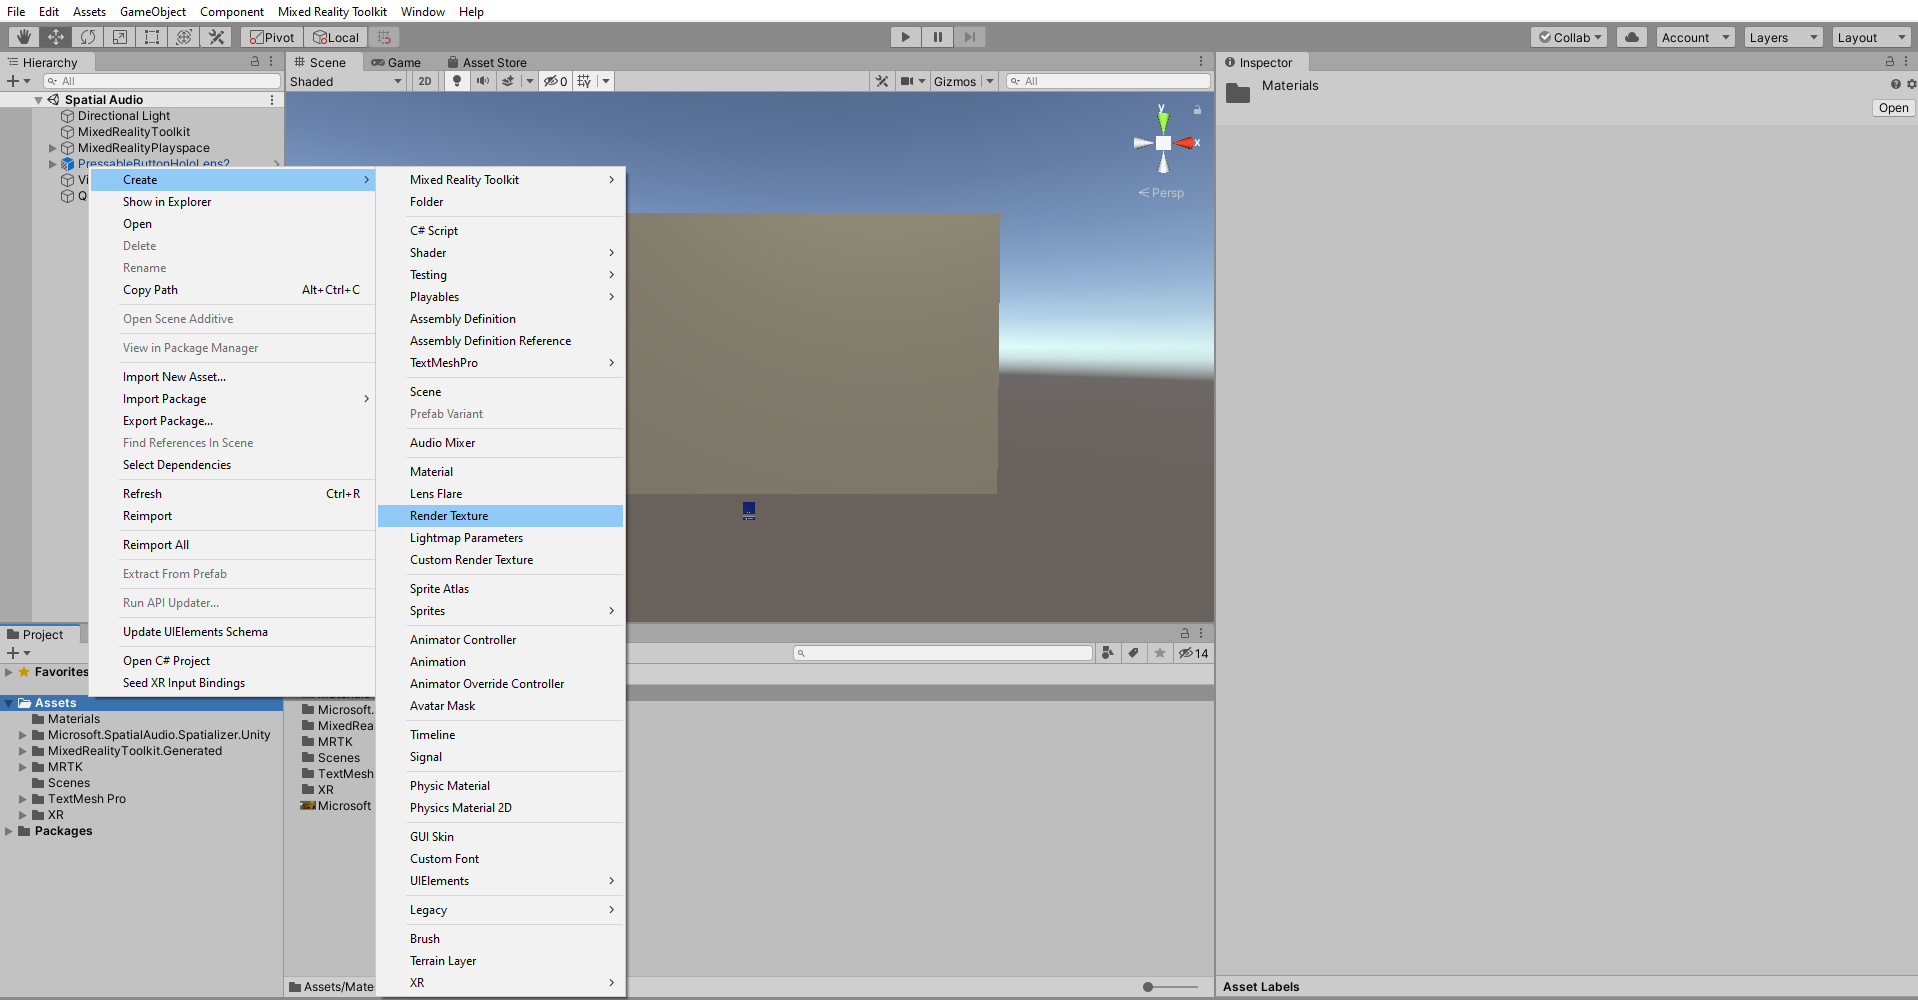 File Edit Assets GameObject Component Mixed Reality Toolkit Window Help
Pivot Local Collab Account Layers Layout
Hierarchy
All
Spatial Audio
Directional Light
MixedRealityToolkit
MixedRealityPlayspace
PressableButtonHoloLens2
Vi
Q
Scene Game Asset Store
Shaded 2D 0 Gizmos All
y
x
Persp
Create
Show in Explorer
Open
Delete
Rename
Copy Path Alt+Ctrl+C
Open Scene Additive
View in Package Manager
Import New Asset...
Import Package
Export Package...
Find References In Scene
Select Dependencies
Refresh Ctrl+R
Reimport
Reimport All
Extract From Prefab
Run API Updater...
Update UIElements Schema
Open C# Project
Seed XR Input Bindings
Mixed Reality Toolkit
Folder
C# Script
Shader
Testing
Playables
Assembly Definition
Assembly Definition Reference
TextMeshPro
Scene
Prefab Variant
Audio Mixer
Material
Lens Flare
Render Texture
Lightmap Parameters
Custom Render Texture
Sprite Atlas
Sprites
Animator Controller
Animation
Animator Override Controller
Avatar Mask
Timeline
Signal
Physic Material
Physics Material 2D
GUI Skin
Custom Font
UIElements
Legacy
Brush
Terrain Layer
XR
Project
14
Favorites
Assets
Materials
Microsoft.SpatialAudio.Spatializer.Unity
MixedRealityToolkit.Generated
MRTK
Scenes
TextMesh Pro
XR
Packages
Microsoft.
MixedRea
MRTK
Scenes
TextMesh
XR
Microsoft
Assets/Mate
Inspector
Materials
Open
Asset Labels